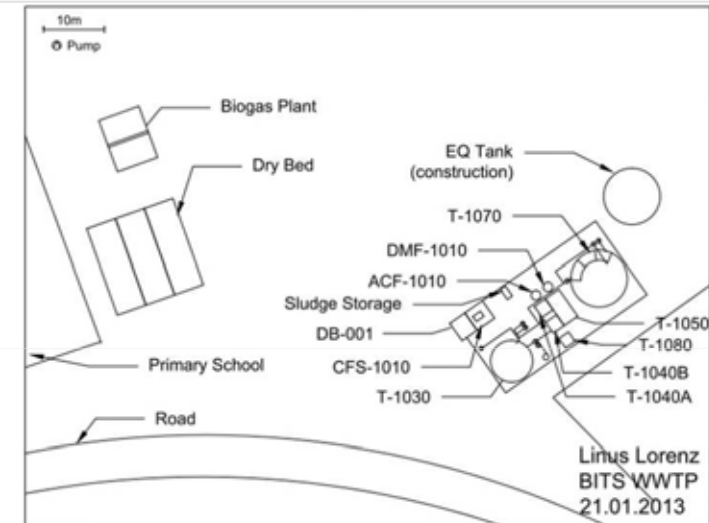 10m
Pump
Biogas Plant
Dry Bed
EQ Tank
(construction)
T-1070
DMF-1010
ACF-1010
Sludge Storage
DB-001
CFS-1010
T-1030
T-1050
T-1080
T-1040B
T-1040A
Primary School
Road
Linus Lorenz
BITS WWTP
21.01.2013